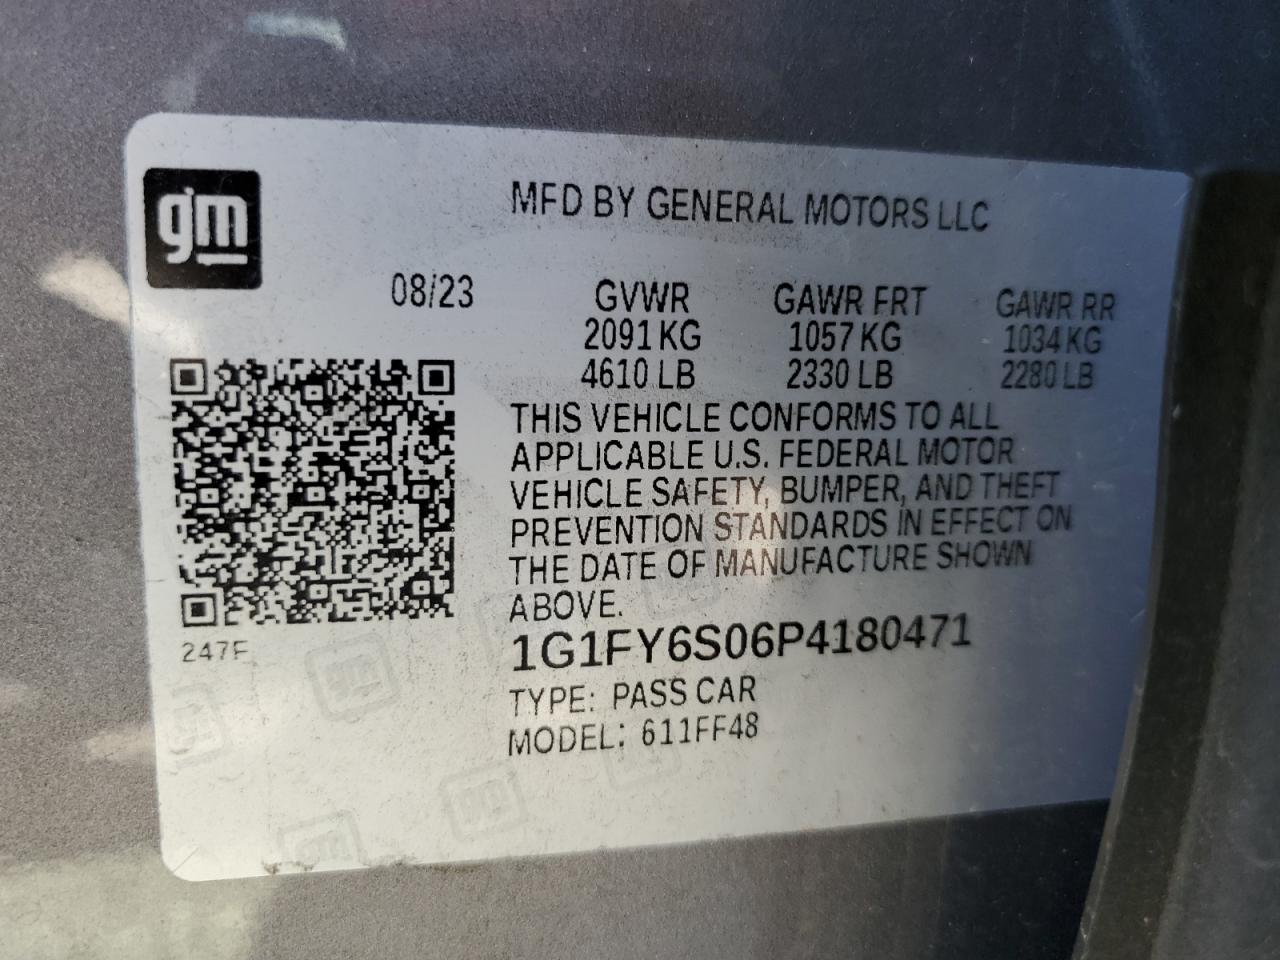 gm
MFD BY GENERAL MOTORS LLC
08/23
GVWR GAWR FRT GAWR RR
2091 KG 1057 KG 1034 KG
4610 LB 2330 LB 2280 LB
THIS VEHICLE CONFORMS TO ALL
APPLICABLE U.S. FEDERAL MOTOR
VEHICLE SAFETY, BUMPER, AND THEFT
PREVENTION STANDARDS IN EFFECT ON
THE DATE OF MANUFACTURE SHOWN
ABOVE.
247F
1G1FY6S06P4180471
TYPE: PASS CAR
MODEL: 611FF48